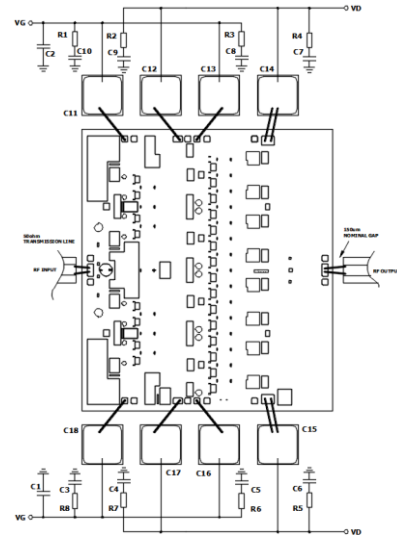 VD
VG
R1
R2
R3
R4
C2
C10
C9
C8
C7
C12
C13
C14
C11
50ohm
TRANSMISSION LINE
150um
NOMINAL GAP
RF INPUT
RF OUTPUT
C18
C17
C16
C15
C1
C3
C4
C5
C6
R8
R7
R6
R5
VG
VD